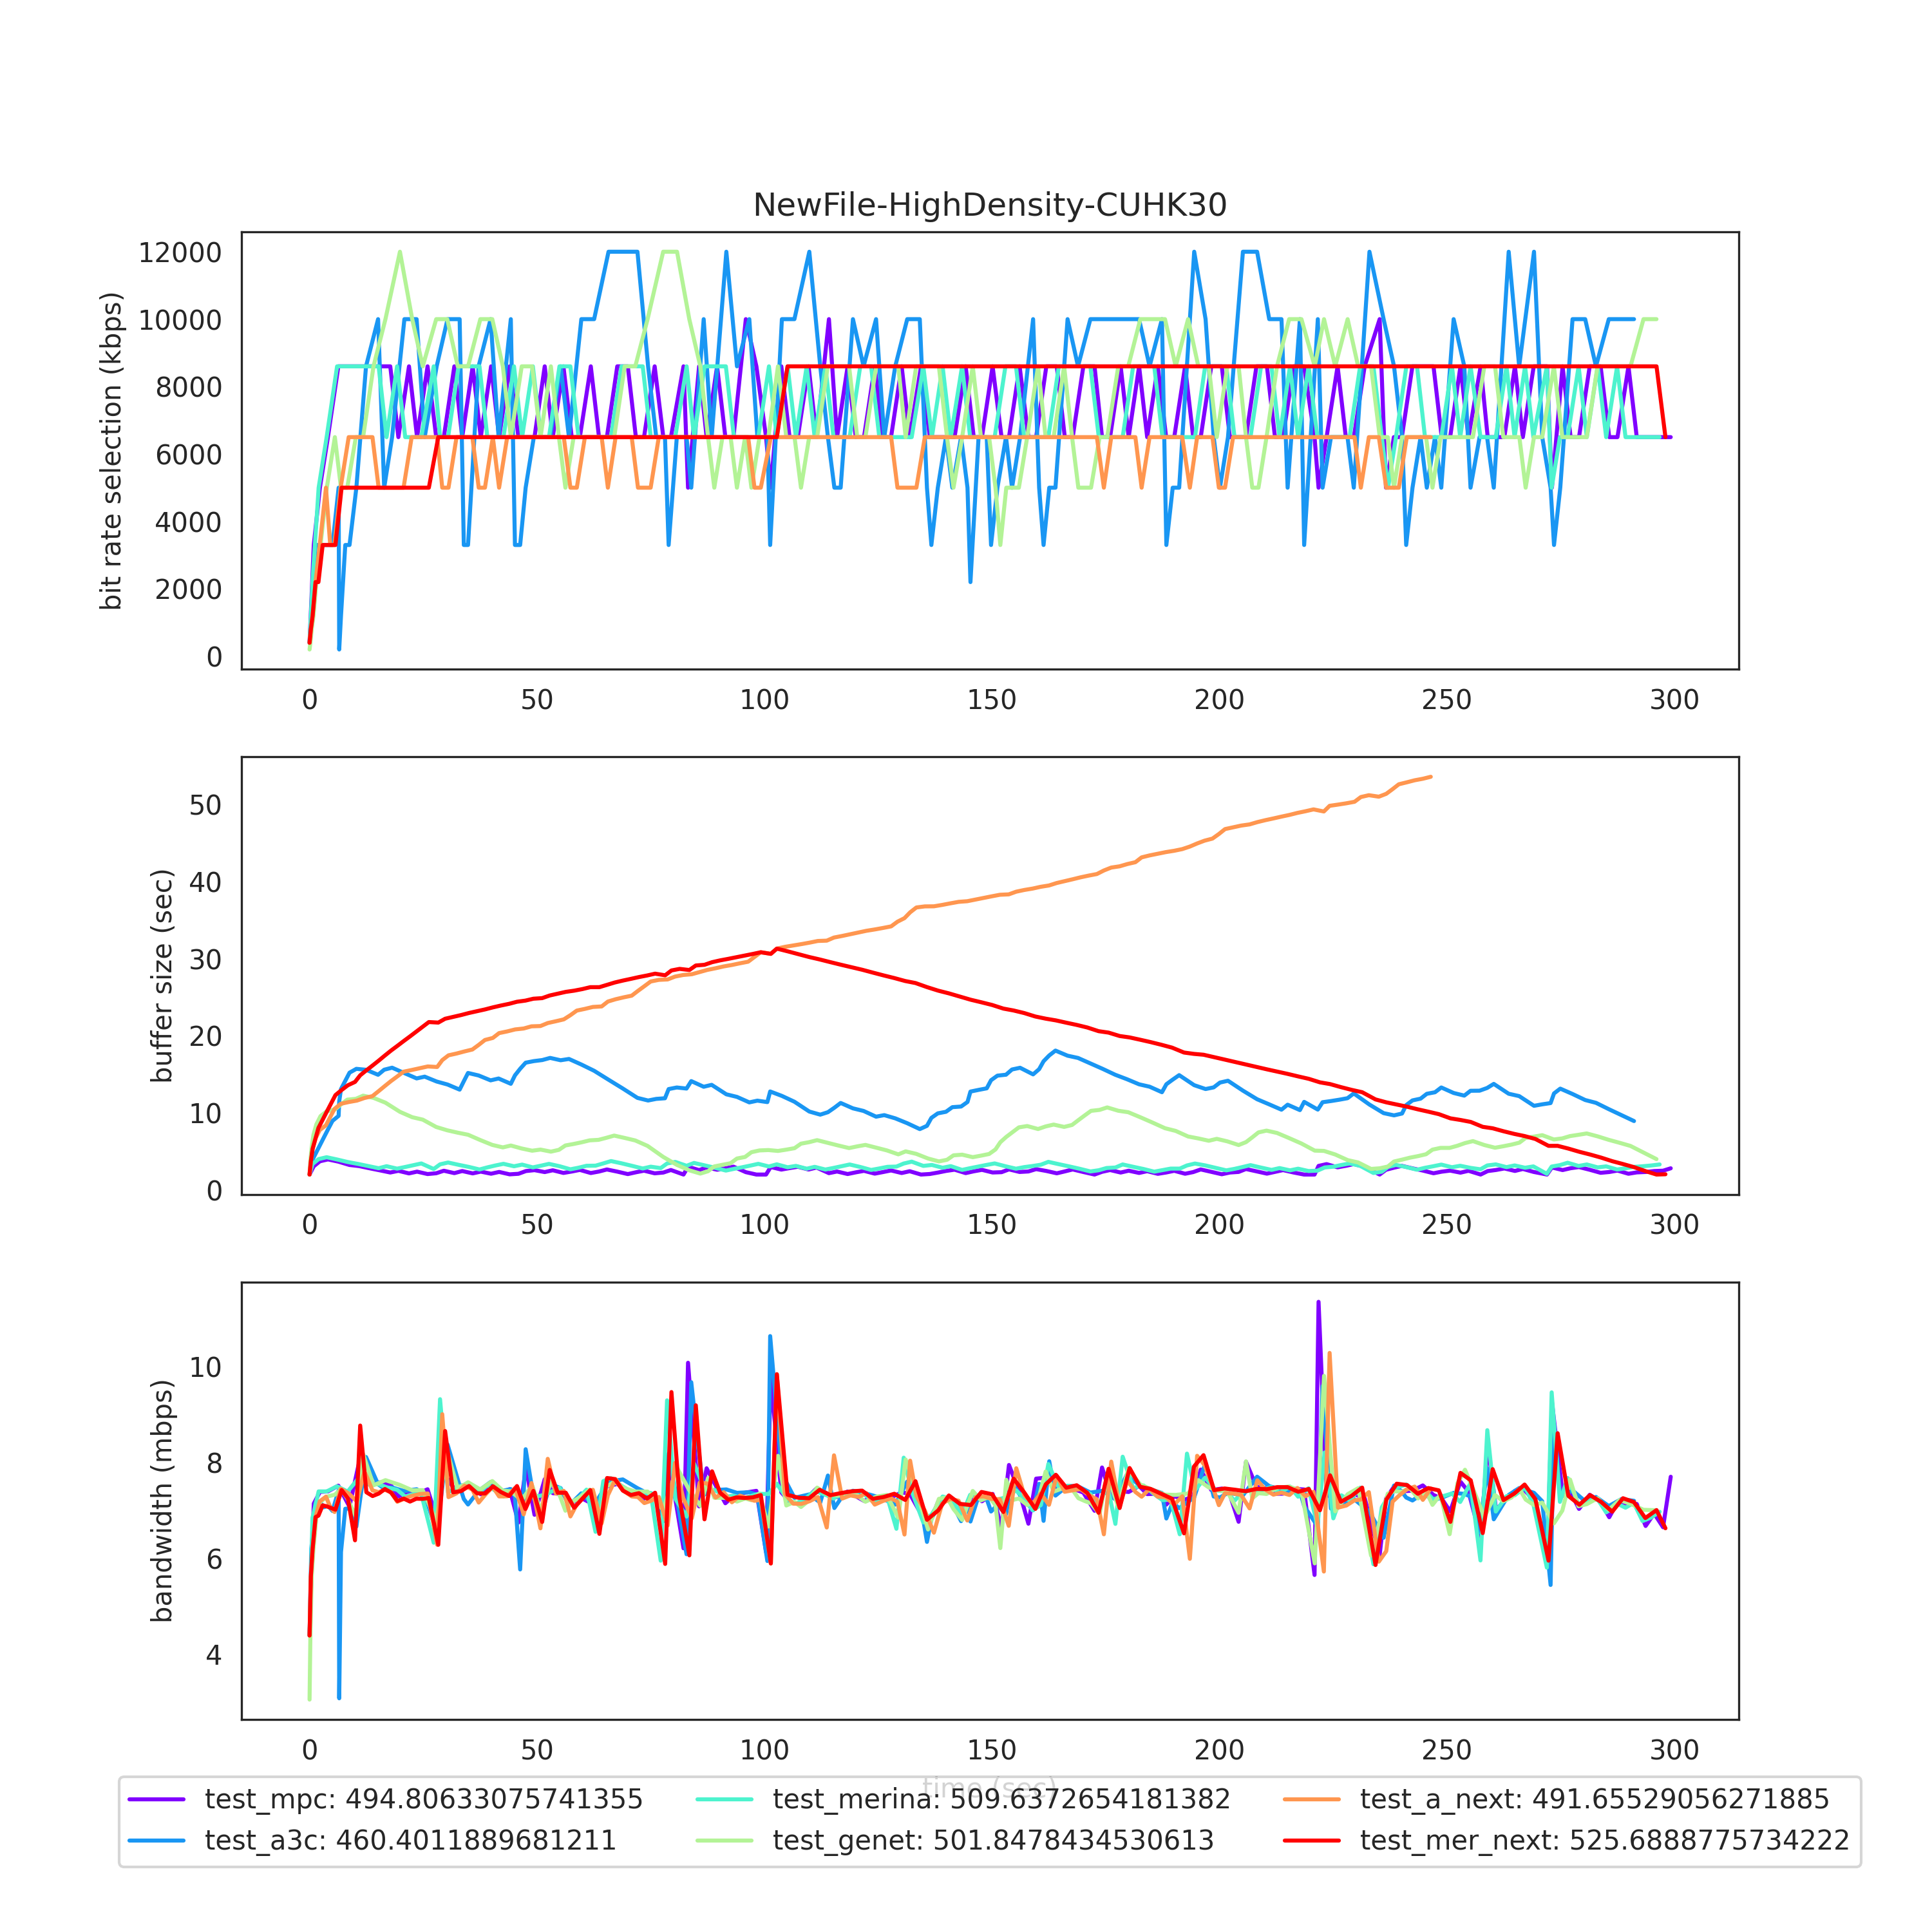 NewFile-HighDensity-CUHK30
bit rate selection (kbps)
12000
10000
8000
6000
4000
2000
0
0 50 100 150 200 250 300
buffer size (sec)
50
40
30
20
10
0
0 50 100 150 200 250 300
bandwidth (mbps)
10
8
6
4
0 50 100 150 200 250 300
time (sec)
test_mpc: 494.80633075741355 test_merina: 509.6372654181382 test_a_next: 491.65529056271885
test_a3c: 460.4011889681211 test_genet: 501.8478434530613 test_mer_next: 525.6888775734222